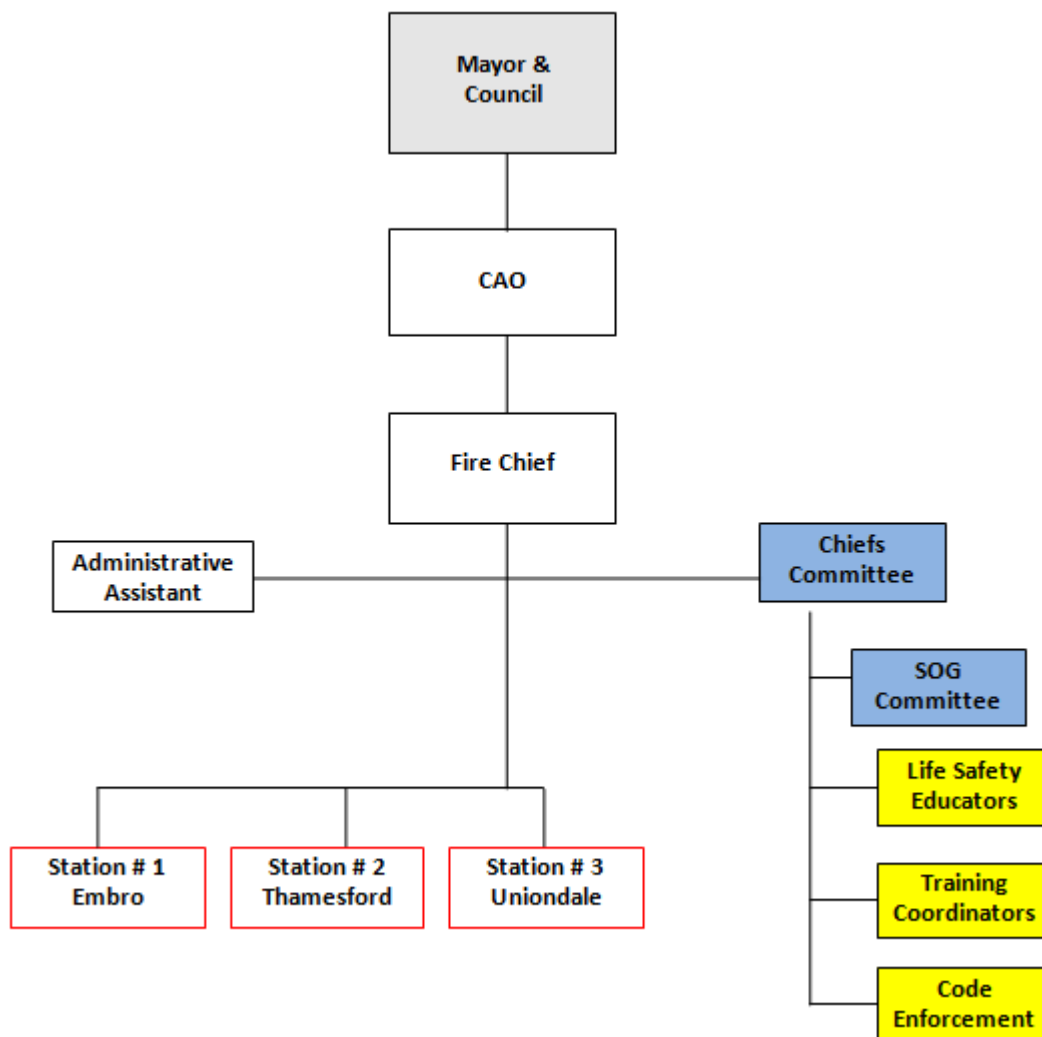 Mayor &
Council
CAO
Fire Chief
Administrative
Assistant
Chiefs
Committee
SOG
Committee
Life Safety
Educators
Training
Coordinators
Code
Enforcement
Station # 1
Embro
Station # 2
Thamesford
Station # 3
Uniondale